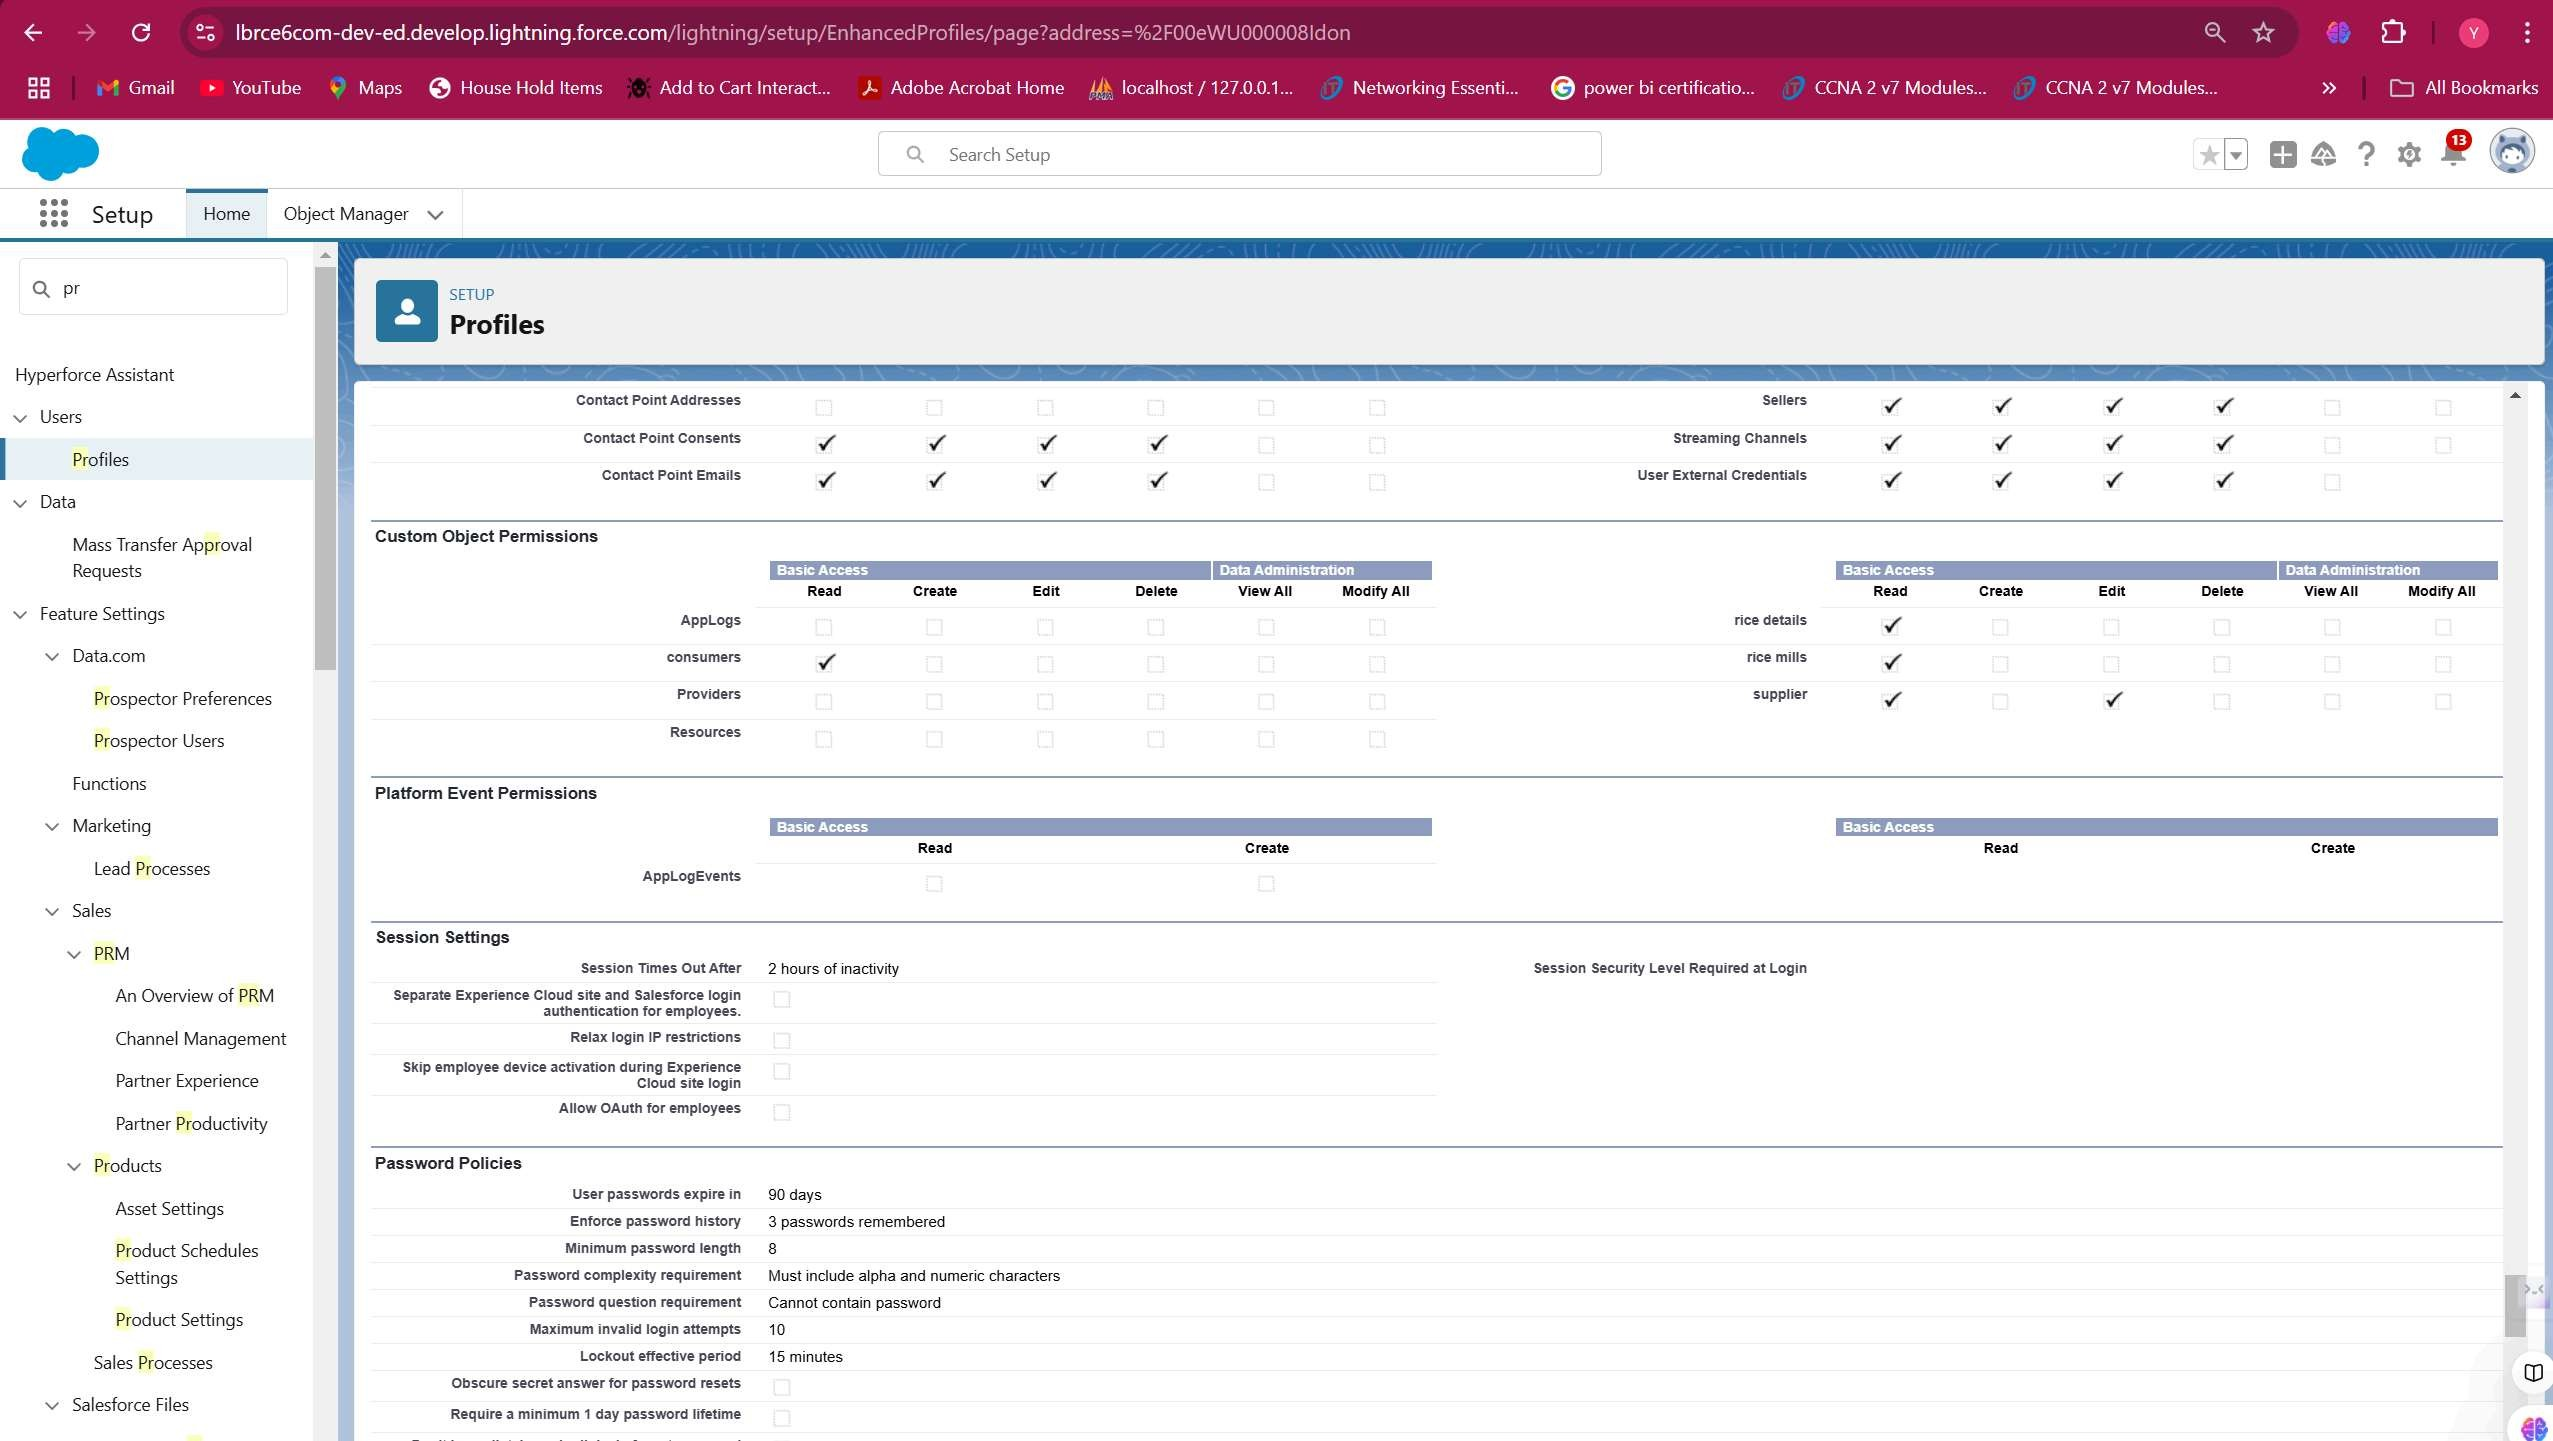 lbrce6com-dev-ed.develop.lightning.force.com/lightning/setup/EnhancedProfiles/page?address=%2F00eWU000008Idon
Y
Gmail YouTube Maps House Hold Items Add to Cart Interact... Adobe Acrobat Home localhost / 127.0.0.1... Networking Essenti... power bi certificatio... CCNA 2 v7 Modules... CCNA 2 v7 Modules... » All Bookmarks
Search Setup
13
Setup Home Object Manager
pr
Hyperforce Assistant
Users
Profiles
Data
Mass Transfer Approval
Requests
Feature Settings
Data.com
Prospector Preferences
Prospector Users
Functions
Marketing
Lead Processes
Sales
PRM
An Overview of PRM
Channel Management
Partner Experience
Partner Productivity
Products
Asset Settings
Product Schedules
Settings
Product Settings
Sales Processes
Salesforce Files
SETUP
Profiles
Contact Point Addresses Sellers
Contact Point Consents Streaming Channels
Contact Point Emails User External Credentials
Custom Object Permissions
Basic Access Data Administration Basic Access Data Administration
Read Create Edit Delete View All Modify All Read Create Edit Delete View All Modify All
AppLogs rice details
consumers rice mills
Providers supplier
Resources
Platform Event Permissions
Basic Access Basic Access
Read Create Read Create
AppLogEvents
Session Settings
Session Times Out After 2 hours of inactivity Session Security Level Required at Login
Separate Experience Cloud site and Salesforce login
authentication for employees.
Relax login IP restrictions
Skip employee device activation during Experience
Cloud site login
Allow OAuth for employees
Password Policies
User passwords expire in 90 days
Enforce password history 3 passwords remembered
Minimum password length 8
Password complexity requirement Must include alpha and numeric characters
Password question requirement Cannot contain password
Maximum invalid login attempts 10
Lockout effective period 15 minutes
Obscure secret answer for password resets
Require a minimum 1 day password lifetime